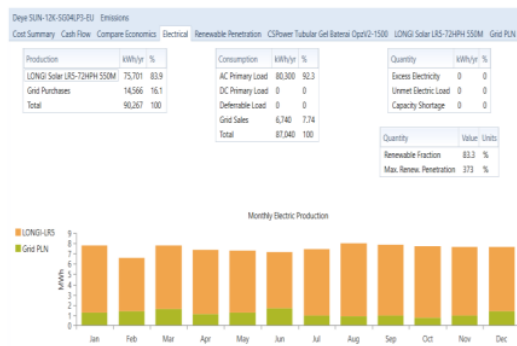 Deye SUN-12K-SG04LP3-EU Emissions
Cost Summary Cash Flow Compare Economics Electrical Renewable Penetration CSPower Tubular Gel Baterai OpzV2-1500 LONGI Solar LR5-72HPH 550M Grid PLN
Production kWh/yr %
LONGI Solar LR5-72HPH 550M 75,701 83.9
Grid Purchases 14,566 16.1
Total 90,267 100
Consumption kWh/yr %
AC Primary Load 80,300 92.3
DC Primary Load 0 0
Deferrable Load 0 0
Grid Sales 6,740 7.74
Total 87,040 100
Quantity kWh/yr %
Excess Electricity 0 0
Unmet Electric Load 0 0
Capacity Shortage 0 0
Quantity Value Units
Renewable Fraction 83.3 %
Max. Renew. Penetration 373 %
Monthly Electric Production
LONGI-LR5
Grid PLN
MWh
9
8
7
6
5
4
3
2
1
0
Jan Feb Mar Apr May Jun Jul Aug Sep Oct Nov Dec